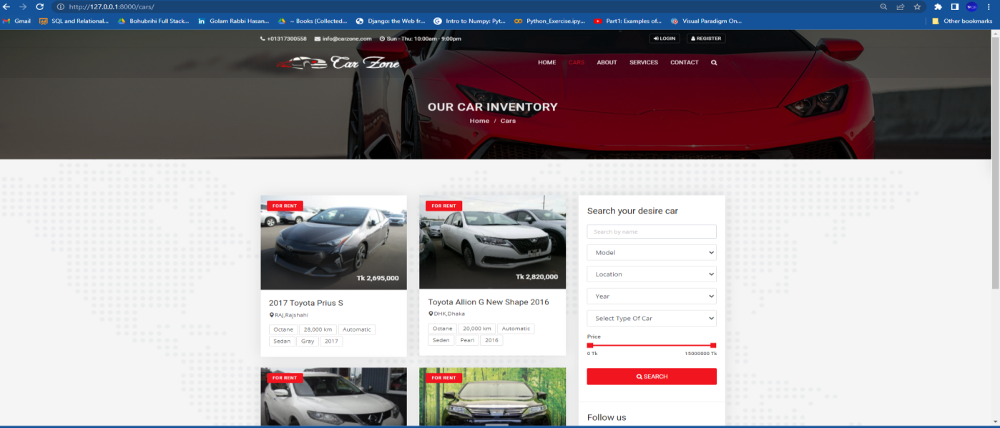 http://127.0.0.1:8000/cars/
Gmail
SQL and Relational...
Bohubrihi Full Stack...
Golam Rabbi Hasan...
~ Books (Collected...
Django: the Web fr...
Intro to Numpy: Pyt...
Python_Exercise.ipy...
Part1: Examples of...
Visual Paradigm On...
Other bookmarks
+01317300558 info@carzone.com Sun - Thu: 10:00am - 9:00pm
LOGIN REGISTER
Car Zone
HOME CARS ABOUT SERVICES CONTACT
OUR CAR INVENTORY
Home / Cars
FOR RENT
Tk 2,695,000
2017 Toyota Prius S
RAJ,Rajshahi
Octane 28,000 km Automatic
Sedan Gray 2017
FOR RENT
Tk 2,820,000
Toyota Allion G New Shape 2016
DHK,Dhaka
Octane 20,000 km Automatic
Seden Pearl 2016
FOR RENT
FOR RENT
Search your desire car
Search by name
Model
Location
Year
Select Type Of Car
Price
0 Tk 15000000 Tk
SEARCH
Follow us